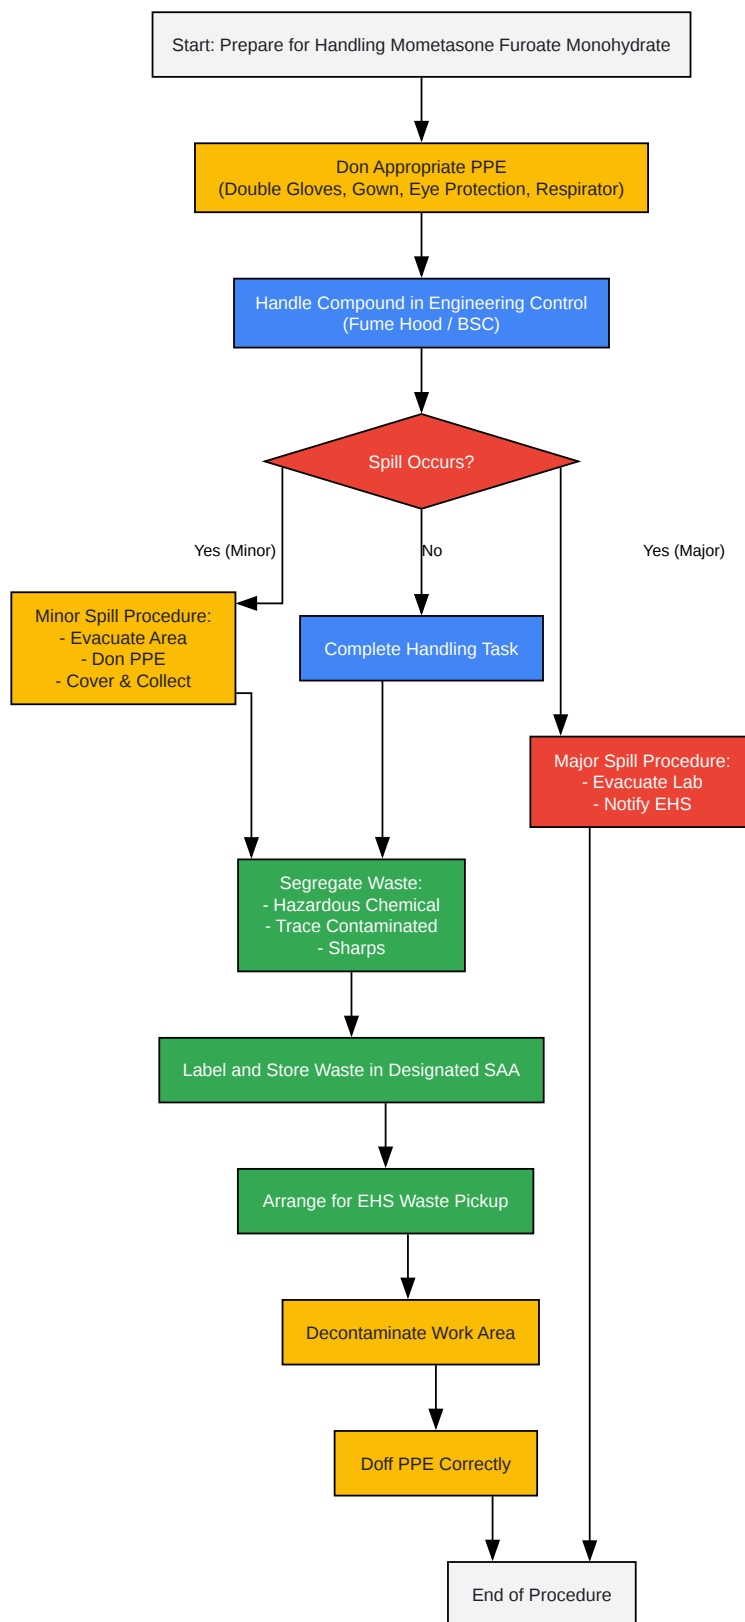 Start: Prepare for Handling Mometasone Furoate Monohydrate
Don Appropriate PPE
(Double Gloves, Gown, Eye Protection, Respirator)
Handle Compound in Engineering Control
(Fume Hood / BSC)
Spill Occurs?
Yes (Minor)
No
Yes (Major)
Minor Spill Procedure:
- Evacuate Area
- Don PPE
- Cover & Collect
Complete Handling Task
Major Spill Procedure:
- Evacuate Lab
- Notify EHS
Segregate Waste:
- Hazardous Chemical
- Trace Contaminated
- Sharps
Label and Store Waste in Designated SAA
Arrange for EHS Waste Pickup
Decontaminate Work Area
Doff PPE Correctly
End of Procedure